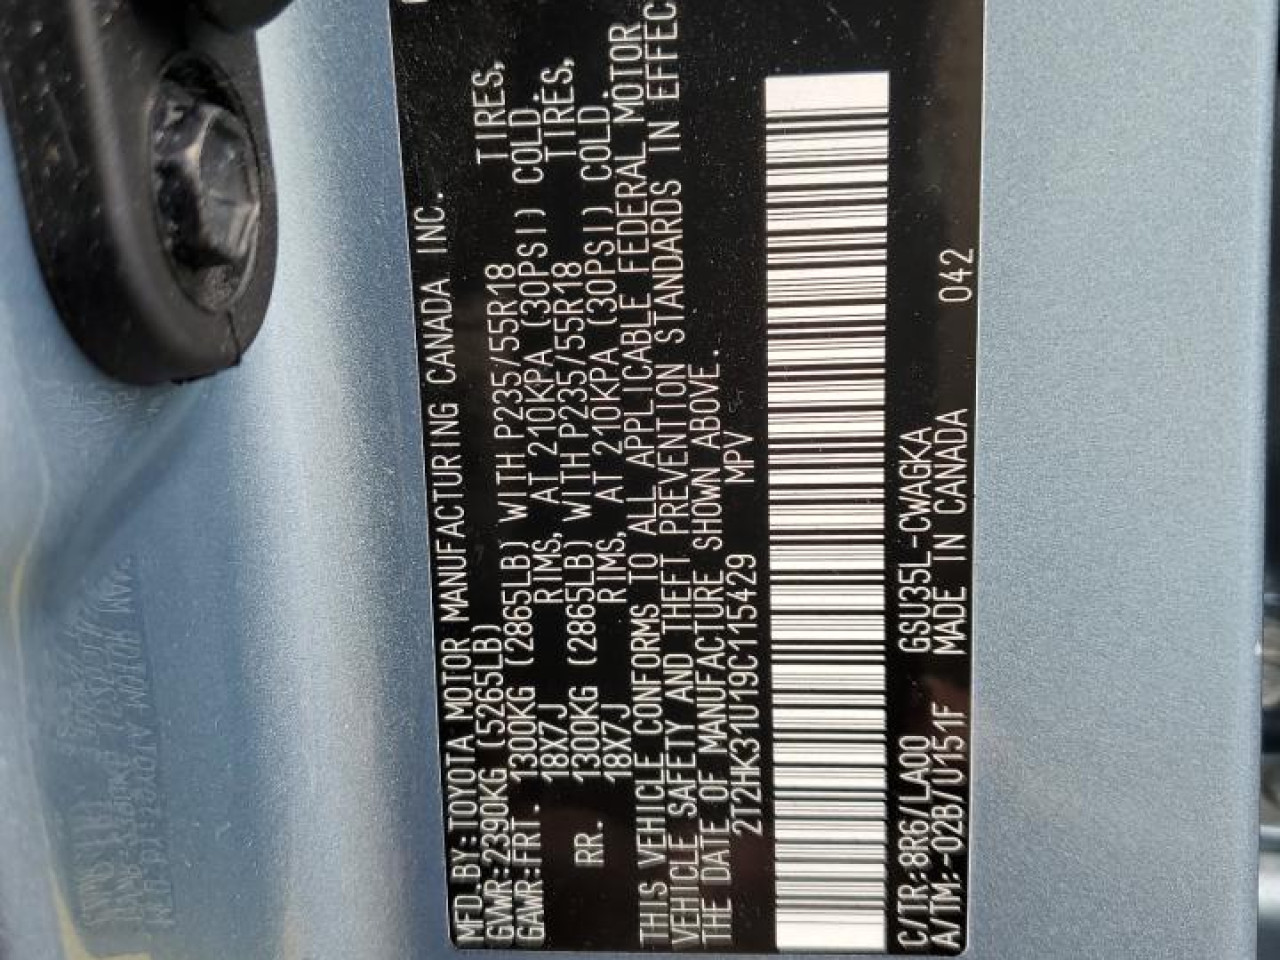 MFD.BY:TOYOTA MOTOR MANUFACTURING CANADA INC.
GVWR:2390KG (5265LB)
GAWR:FRT. 1300KG (2865LB) WITH P235/55R18 TIRES,
18X7J RIMS, AT 210KPA (30PSI) COLD.
RR. 1300KG (2865LB) WITH P235/55R18 TIRES,
18X7J RIMS, AT 210KPA (30PSI) COLD.
THIS VEHICLE CONFORMS TO ALL APPLICABLE FEDERAL MOTOR
VEHICLE SAFETY AND THEFT PREVENTION STANDARDS IN EFFEC
THE DATE OF MANUFACTURE SHOWN ABOVE.
2T2HK31U19C115429 MPV
C/TR:8R6/LA00 GSU35L-CWAGKA 042
A/TM:-02B/U151F MADE IN CANADA